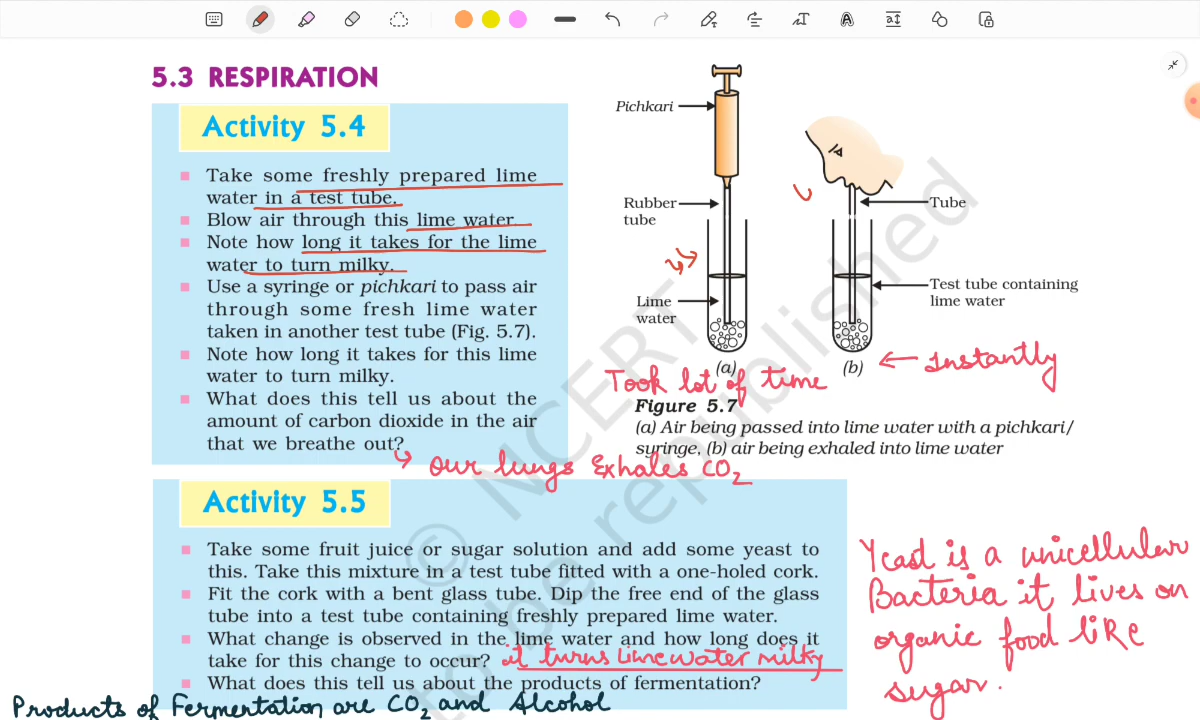 5.3 RESPIRATION
Activity 5.4
Take some freshly prepared lime
water in a test tube.
Blow air through this lime water.
Note how long it takes for the lime
water to turn milky.
Use a syringe or pichkari to pass air
through some fresh lime water
taken in another test tube (Fig. 5.7).
Note how long it takes for this lime
water to turn milky.
What does this tell us about the
amount of carbon dioxide in the air
that we breathe out?
Our lungs Exhales CO2
Pichkari
Rubber
tube
Lime
water
(a)
Took lot of time
Tube
Test tube containing
lime water
(b)
← Instantly
Figure 5.7
(a) Air being passed into lime water with a pichkari/
syringe, (b) air being exhaled into lime water
Activity 5.5
Take some fruit juice or sugar solution and add some yeast to
this. Take this mixture in a test tube fitted with a one-holed cork.
Fit the cork with a bent glass tube. Dip the free end of the glass
tube into a test tube containing freshly prepared lime water.
What change is observed in the lime water and how long does it
take for this change to occur? it turns Limewater milky
What does this tell us about the products of fermentation?
Products of Fermentation are CO2 and Alcohol
Yeast is a unicellular
Bacteria it lives on
organic food like
sugar.
© NCERT
to be republished